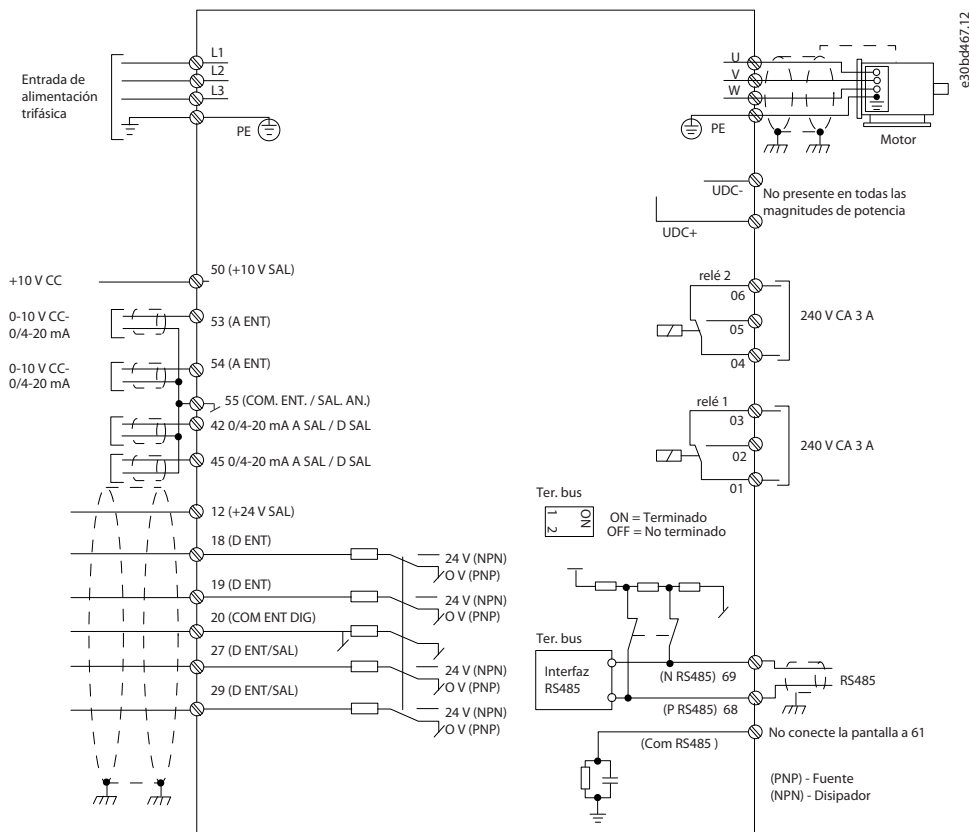 e30bd467.12
Entrada de
alimentación
trifásica
L1
L2
L3
PE
U
V
W
PE
Motor
UDC-
No presente en todas las
magnitudes de potencia
UDC+
+10 V CC
50 (+10 V SAL)
0-10 V CC-
0/4-20 mA
53 (A ENT)
0-10 V CC-
0/4-20 mA
54 (A ENT)
55 (COM. ENT. / SAL. AN.)
42 0/4-20 mA A SAL / D SAL
45 0/4-20 mA A SAL / D SAL
relé 2
06
05
04
240 V CA 3 A
relé 1
03
02
01
240 V CA 3 A
12 (+24 V SAL)
18 (D ENT)
24 V (NPN)
O V (PNP)
19 (D ENT)
24 V (NPN)
O V (PNP)
20 (COM ENT DIG)
27 (D ENT/SAL)
24 V (NPN)
O V (PNP)
29 (D ENT/SAL)
24 V (NPN)
O V (PNP)
Ter. bus
1
2
ON
ON = Terminado
OFF = No terminado
Ter. bus
Interfaz
RS485
(N RS485) 69
RS485
(P RS485) 68
(Com RS485 )
No conecte la pantalla a 61
(PNP) - Fuente
(NPN) - Disipador